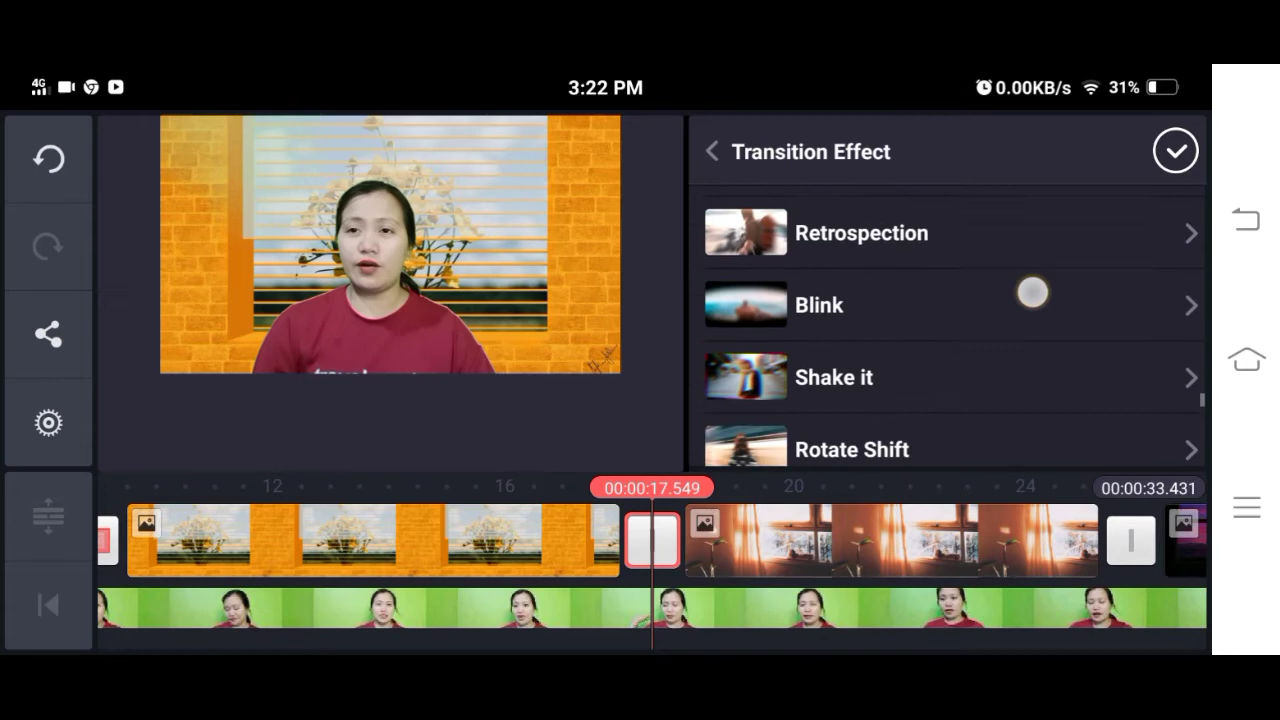 4G
3:22 PM
0.00KB/s
31%
Transition Effect
Retrospection
Blink
Shake it
Rotate Shift
12
16
00:00:17.549
20
24
00:00:33.431